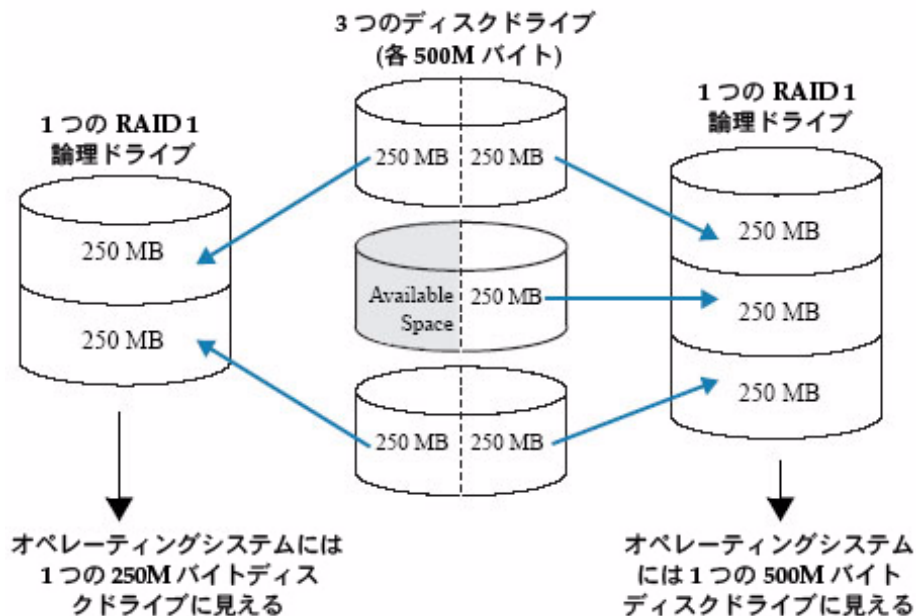 3 つのディスクドライブ
(各 500M バイト)
1 つの RAID 1
論理ドライブ
250 MB
250 MB
オペレーティングシステムには
1 つの 250M バイトディス
クドライブに見える
250 MB 250 MB
Available
Space
250 MB
250 MB 250 MB
1 つの RAID 1
論理ドライブ
250 MB
250 MB
250 MB
オペレーティングシステム
には 1 つの 500M バイト
ディスクドライブに見える